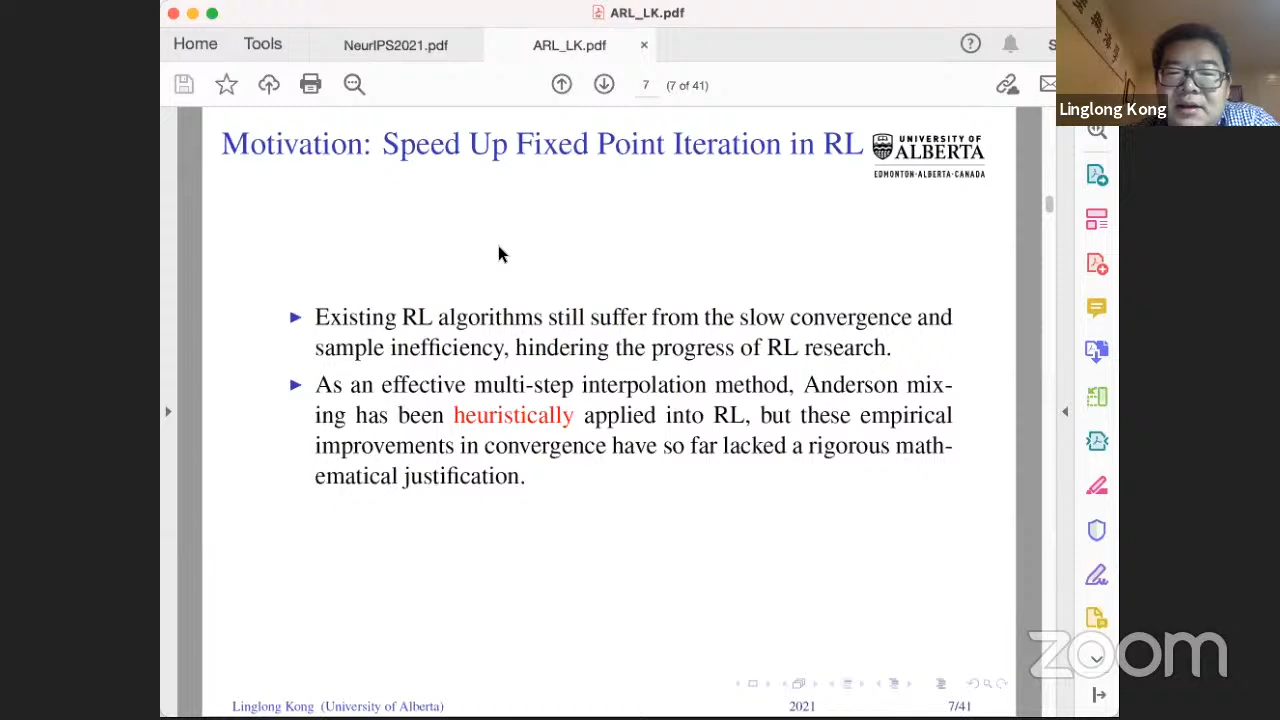 ARL_LK.pdf
Home
Tools
NeurIPS2021.pdf
ARL_LK.pdf
7
(7 of 41)
Linglong Kong
Motivation: Speed Up Fixed Point Iteration in RL
UNIVERSITY OF
ALBERTA
EDMONTON·ALBERTA·CANADA
Existing RL algorithms still suffer from the slow convergence and
sample inefficiency, hindering the progress of RL research.
As an effective multi-step interpolation method, Anderson mix-
ing has been heuristically applied into RL, but these empirical
improvements in convergence have so far lacked a rigorous math-
ematical justification.
zoom
Linglong Kong (University of Alberta)
2021
7/41